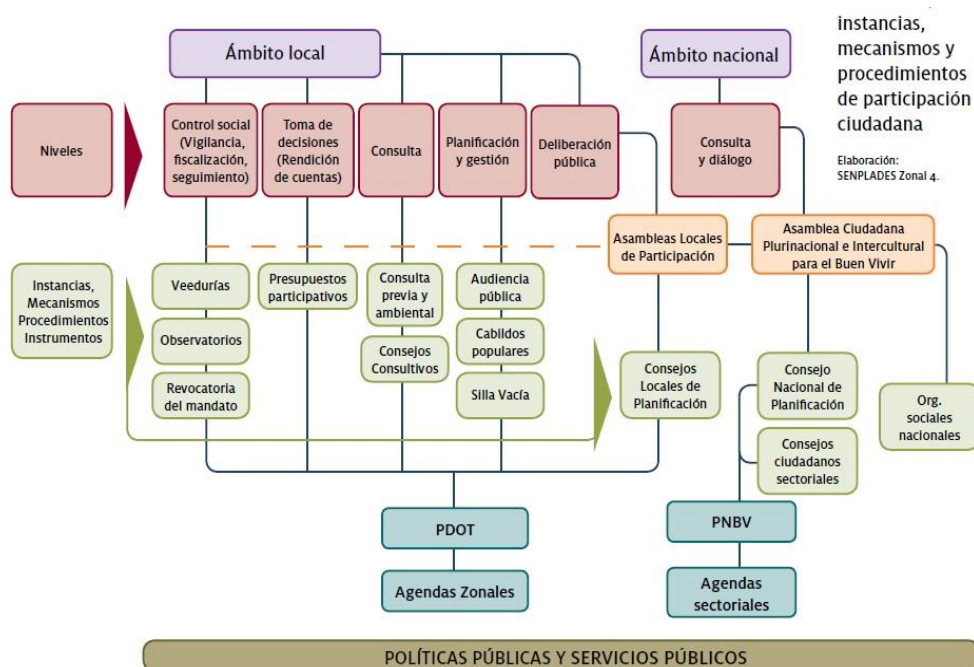 instancias,
mecanismos y
procedimientos
de participación
ciudadana
Elaboración:
SENPLADES Zonal 4.
Ámbito local
Ámbito nacional
Niveles
Control social
(Vigilancia,
fiscalización,
seguimiento)
Toma de
decisiones
(Rendición
de cuentas)
Consulta
Planificación
y gestión
Deliberación
pública
Consulta
y diálogo
Asambleas Locales
de Participación
Asamblea Ciudadana
Plurinacional e Intercultural
para el Buen Vivir
Instancias,
Mecanismos
Procedimientos
Instrumentos
Veedurías
Observatorios
Revocatoria
del mandato
Presupuestos
participativos
Consulta
previa y
ambiental
Consejos
Consultivos
Audiencia
pública
Cabildos
populares
Silla Vacía
Consejos
Locales de
Planificación
Consejo
Nacional de
Planificación
Consejos
ciudadanos
sectoriales
Org.
sociales
nacionales
PDOT
Agendas Zonales
PNBV
Agendas
sectoriales
POLÍTICAS PÚBLICAS Y SERVICIOS PÚBLICOS